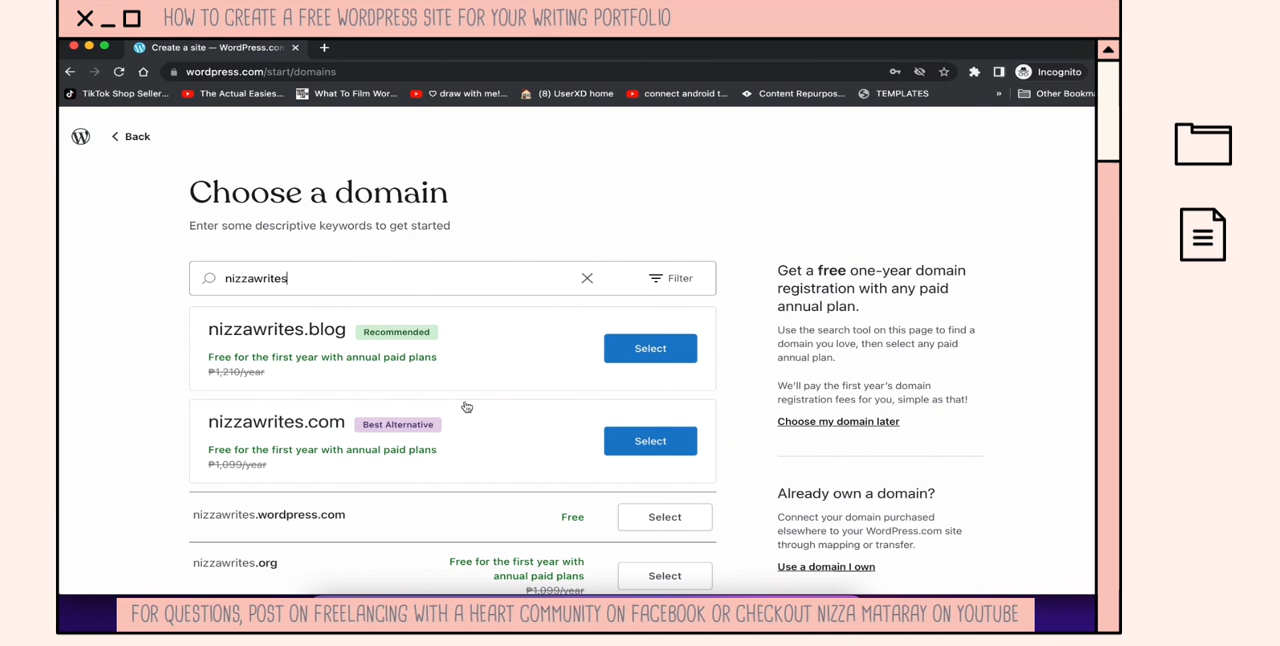 HOW TO CREATE A FREE WORDPRESS SITE FOR YOUR WRITING PORTFOLIO
Create a site — WordPress.con
wordpress.com/start/domains
Incognito
TikTok Shop Seller...
The Actual Easies...
What To Film Wor...
♡ draw with me!...
(8) UserXD home
connect android t...
Content Repurpos...
TEMPLATES
»
Other Bookma
Back
Choose a domain
Enter some descriptive keywords to get started
nizzawrites
Filter
nizzawrites.blog Recommended
Free for the first year with annual paid plans
₱1,210/year
Select
nizzawrites.com Best Alternative
Free for the first year with annual paid plans
₱1,099/year
Select
nizzawrites.wordpress.com
Free
Select
nizzawrites.org
Free for the first year with
annual paid plans
₱1,099/year
Select
Get a free one-year domain
registration with any paid
annual plan.
Use the search tool on this page to find a
domain you love, then select any paid
annual plan.
We'll pay the first year's domain
registration fees for you, simple as that!
Choose my domain later
Already own a domain?
Connect your domain purchased
elsewhere to your WordPress.com site
through mapping or transfer.
Use a domain I own
FOR QUESTIONS, POST ON FREELANCING WITH A HEART COMMUNITY ON FACEBOOK OR CHECKOUT NIZZA MATARAY ON YOUTUBE